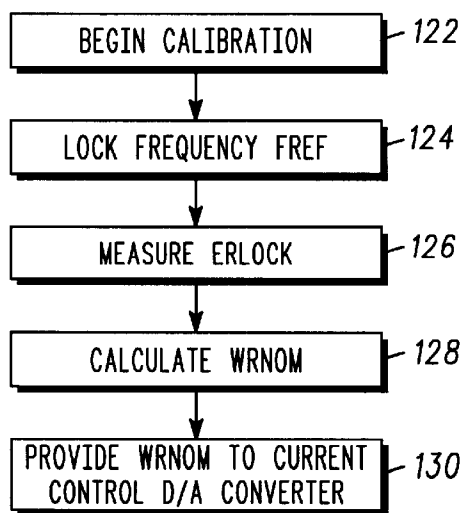 BEGIN CALIBRATION 122
LOCK FREQUENCY FREF 124
MEASURE ERLOCK 126
CALCULATE WRNOM 128
PROVIDE WRNOM TO CURRENT
CONTROL D/A CONVERTER 130